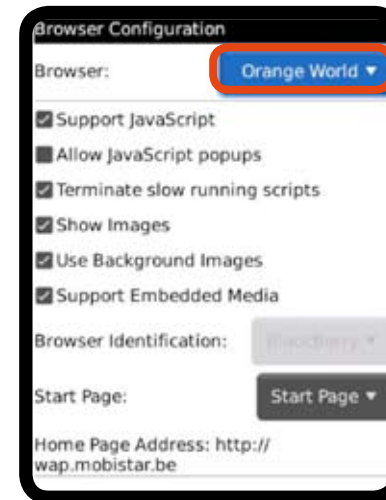 Browser Configuration
Browser: Orange World
Support JavaScript
Allow JavaScript popups
Terminate slow running scripts
Show Images
Use Background Images
Support Embedded Media
Browser Identification: BlackBerry
Start Page: Start Page
Home Page Address: http://
wap.mobistar.be